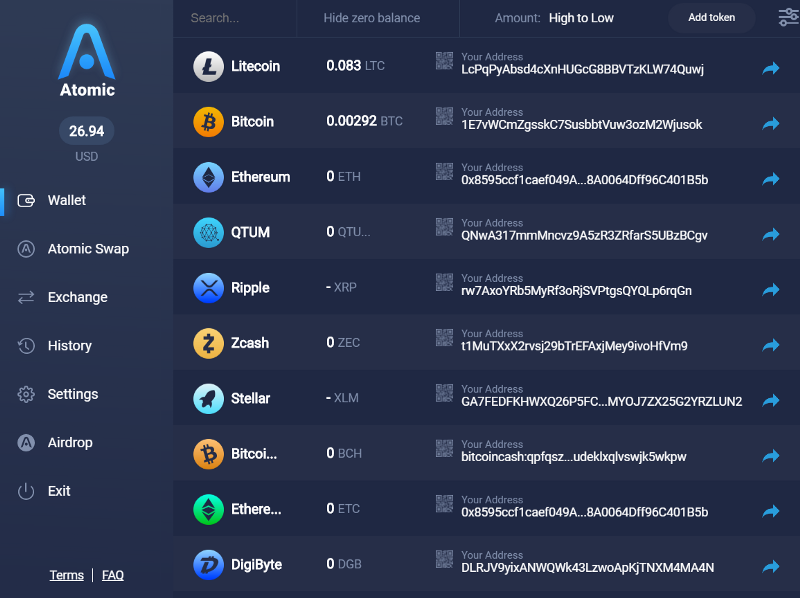 Atomic
26.94
USD
Wallet
Atomic Swap
Exchange
History
Settings
Airdrop
Exit
Terms | FAQ
Search... Hide zero balance Amount: High to Low Add token
Litecoin 0.083 LTC Your Address
LcPqPyAbsd4cXnHUGcG8BBVTzKLW74Quwj
Bitcoin 0.00292 BTC Your Address
1E7vWCmZgsskC7SusbbtVuw3ozM2Wjusok
Ethereum 0 ETH Your Address
0x8595ccf1caef049A...8A0064Dff96C401B5b
QTUM 0 QTU... Your Address
QNwA317mmMncvz9A5zR3ZRfarS5UBzBCgv
Ripple - XRP Your Address
rw7AxoYRb5MyRf3oRjSVPtgsQYQLp6rqGn
Zcash 0 ZEC Your Address
t1MuTXxX2rvsj29bTrEFAxjMey9ivoHfVm9
Stellar - XLM Your Address
GA7FEDFKHWXQ26P5FC...MYOJ7ZX25G2YRZLUN2
Bitcoi... 0 BCH Your Address
bitcoincash:qpfqsz...udeklxqlvswjk5wkpw
Ethere... 0 ETC Your Address
0x8595ccf1caef049A...8A0064Dff96C401B5b
DigiByte 0 DGB Your Address
DLRJV9yixANWQWk43LzwoApKjTNXM4MA4N